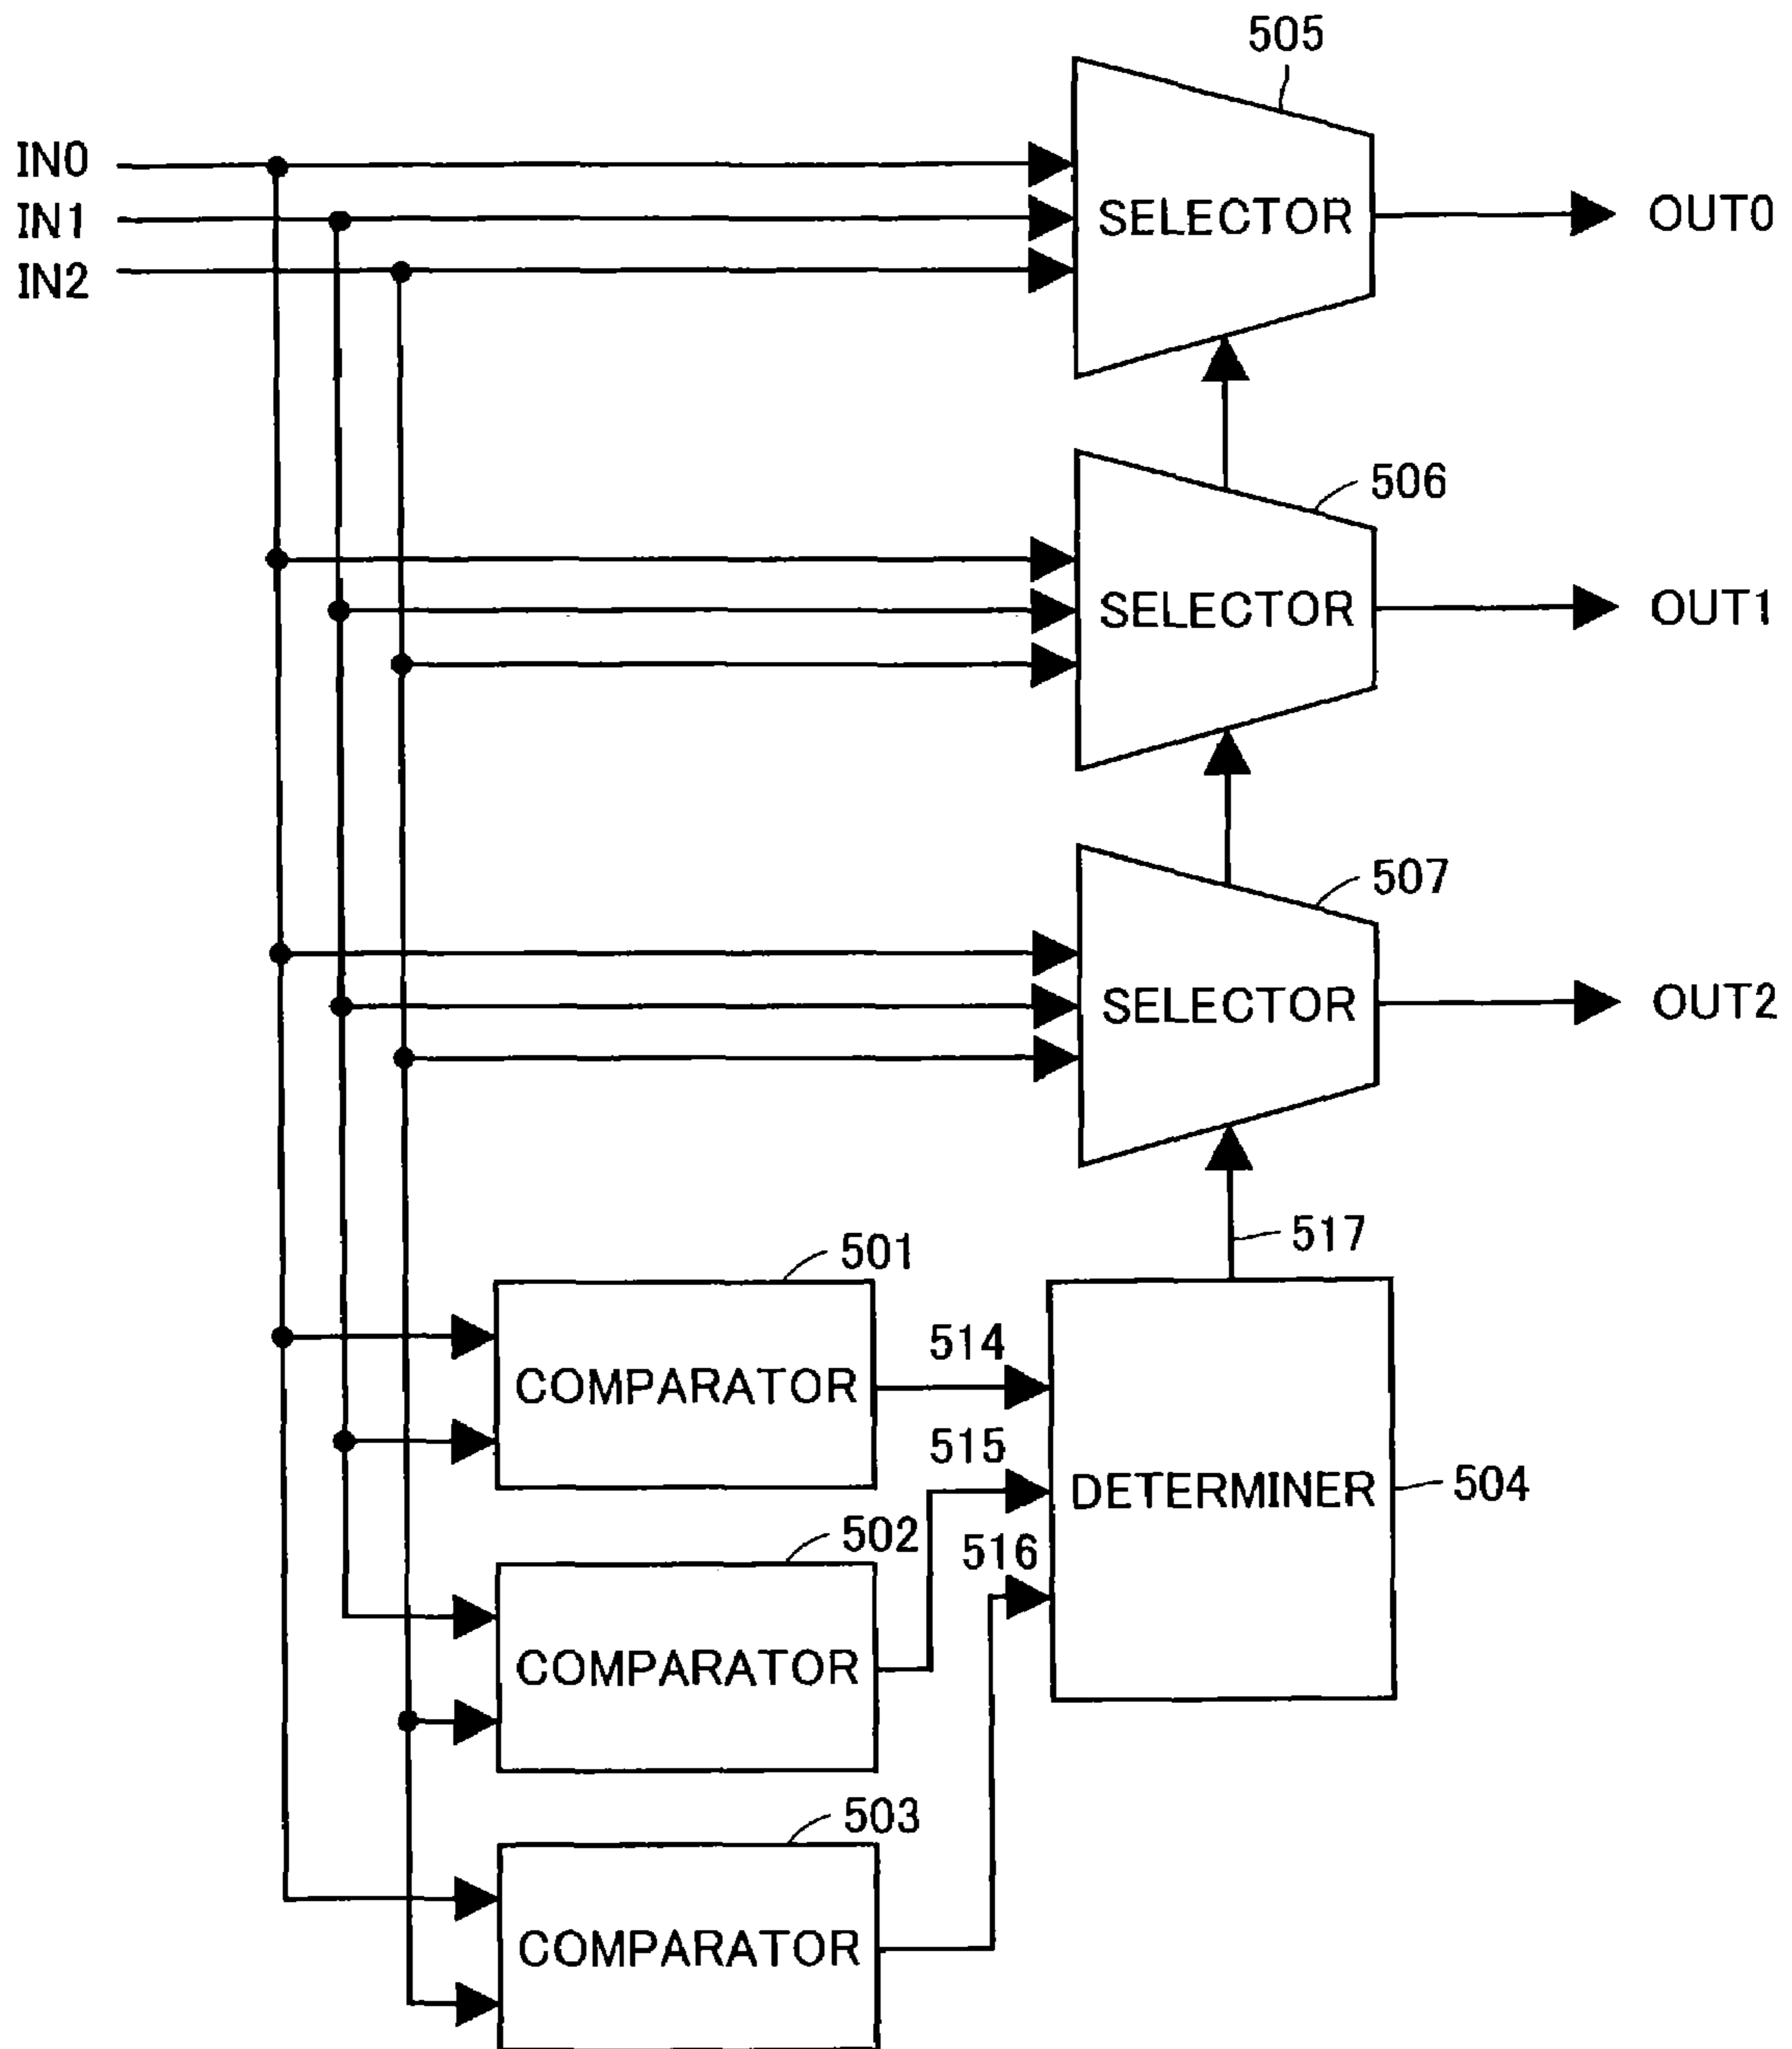 505
IN0
IN1
IN2
SELECTOR
OUT0
506
SELECTOR
OUT1
507
SELECTOR
OUT2
517
501
COMPARATOR
514
515
DETERMINER
504
502
516
COMPARATOR
503
COMPARATOR